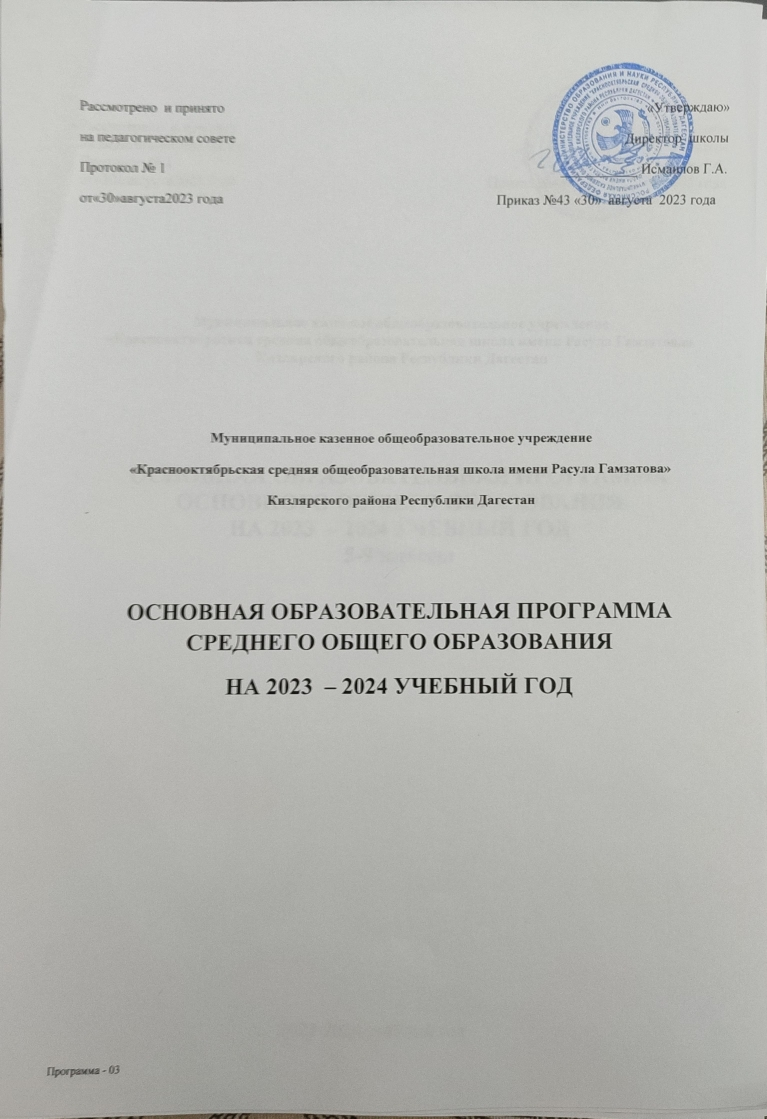 Рассмотрено и принято
на педагогическом совете
Протокол № 1
от«30»августа2023 года
«Утверждаю»
Директор школы
Исмаилов Г.А.
Приказ №43 «30» августа 2023 года
Муниципальное казенное общеобразовательное учреждение
«Краснооктябрьская средняя общеобразовательная школа имени Расула Гамзатова»
Кизлярского района Республики Дагестан
ОСНОВНАЯ ОБРАЗОВАТЕЛЬНАЯ ПРОГРАММА
СРЕДНЕГО ОБЩЕГО ОБРАЗОВАНИЯ
НА 2023 – 2024 УЧЕБНЫЙ ГОД
Программа - 03